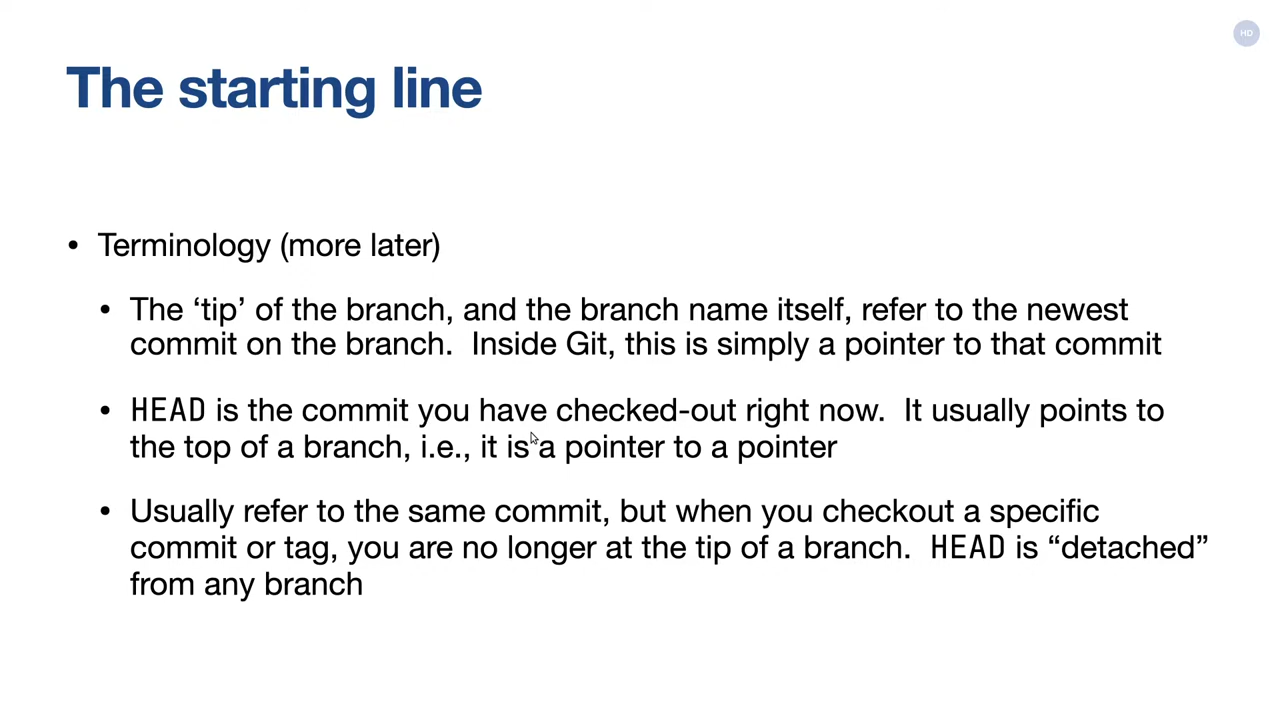 HD
The starting line
• Terminology (more later)
• The ‘tip’ of the branch, and the branch name itself, refer to the newest
commit on the branch.  Inside Git, this is simply a pointer to that commit
• HEAD is the commit you have checked-out right now.  It usually points to
the top of a branch, i.e., it is a pointer to a pointer
• Usually refer to the same commit, but when you checkout a specific
commit or tag, you are no longer at the tip of a branch.  HEAD is “detached”
from any branch